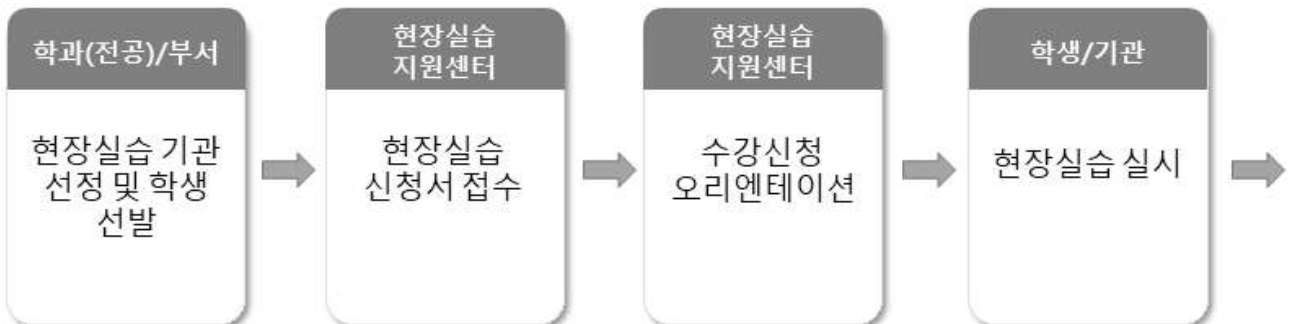 학과(전공)/부서
현장실습 기관
선정 및 학생
선발
현장실습
지원센터
현장실습
신청서 접수
현장실습
지원센터
수강신청
오리엔테이션
학생/기관
현장실습 실시